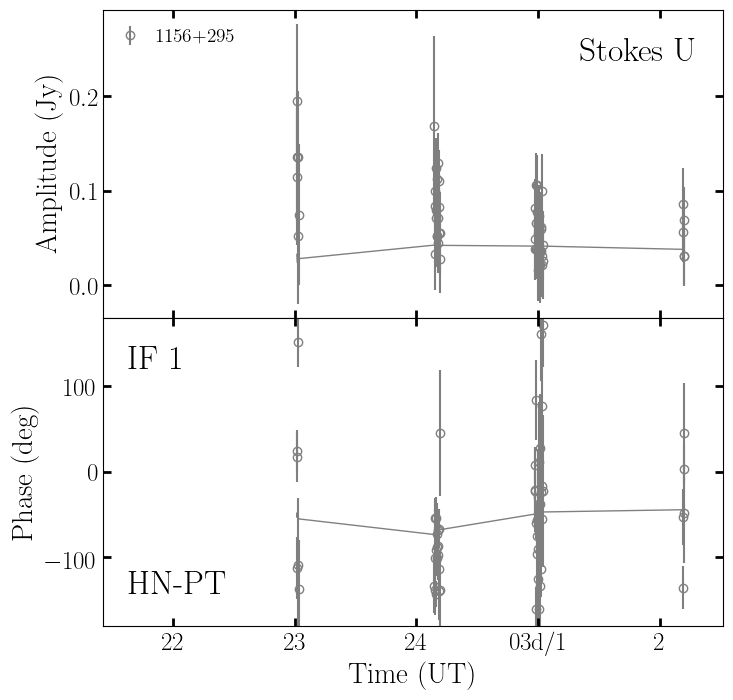 1156+295
Stokes U
0.2
0.1
0.0
Amplitude (Jy)
IF 1
100
0
−100
Phase (deg)
HN-PT
22 23 24 03d/1 2
Time (UT)